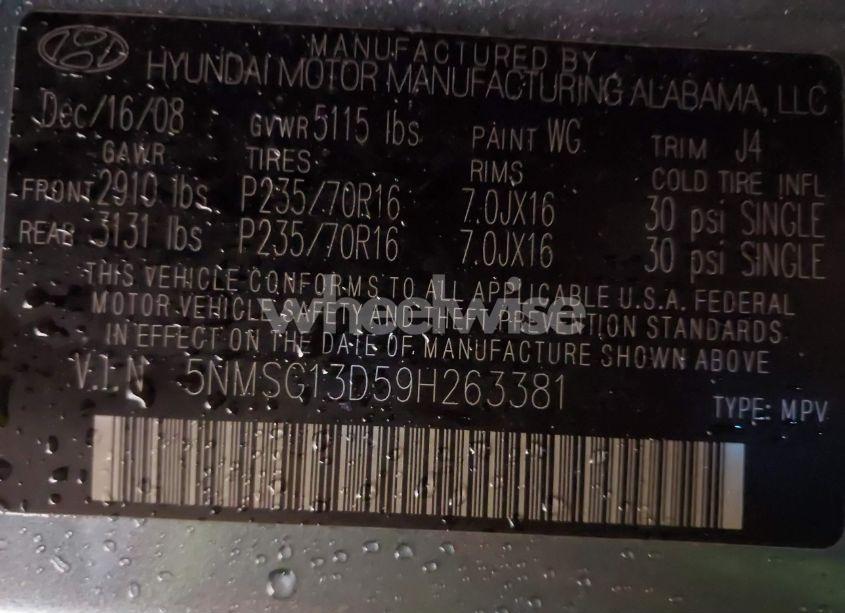 MANUFACTURED BY
HYUNDAI MOTOR MANUFACTURING ALABAMA, LLC
Dec/16/08 GVWR 5115 lbs PAINT WG TRIM J4
GAWR TIRES RIMS COLD TIRE INFL
FRONT 2910 lbs P235/70R16 7.0JX16 30 psi SINGLE
REAR 3131 lbs P235/70R16 7.0JX16 30 psi SINGLE
THIS VEHICLE CONFORMS TO ALL APPLICABLE U.S.A. FEDERAL
MOTOR VEHICLE SAFETY AND THEFT PREVENTION STANDARDS
IN EFFECT ON THE DATE OF MANUFACTURE SHOWN ABOVE
wheelwise
V.I.N 5NMSG13D59H263381
TYPE: MPV